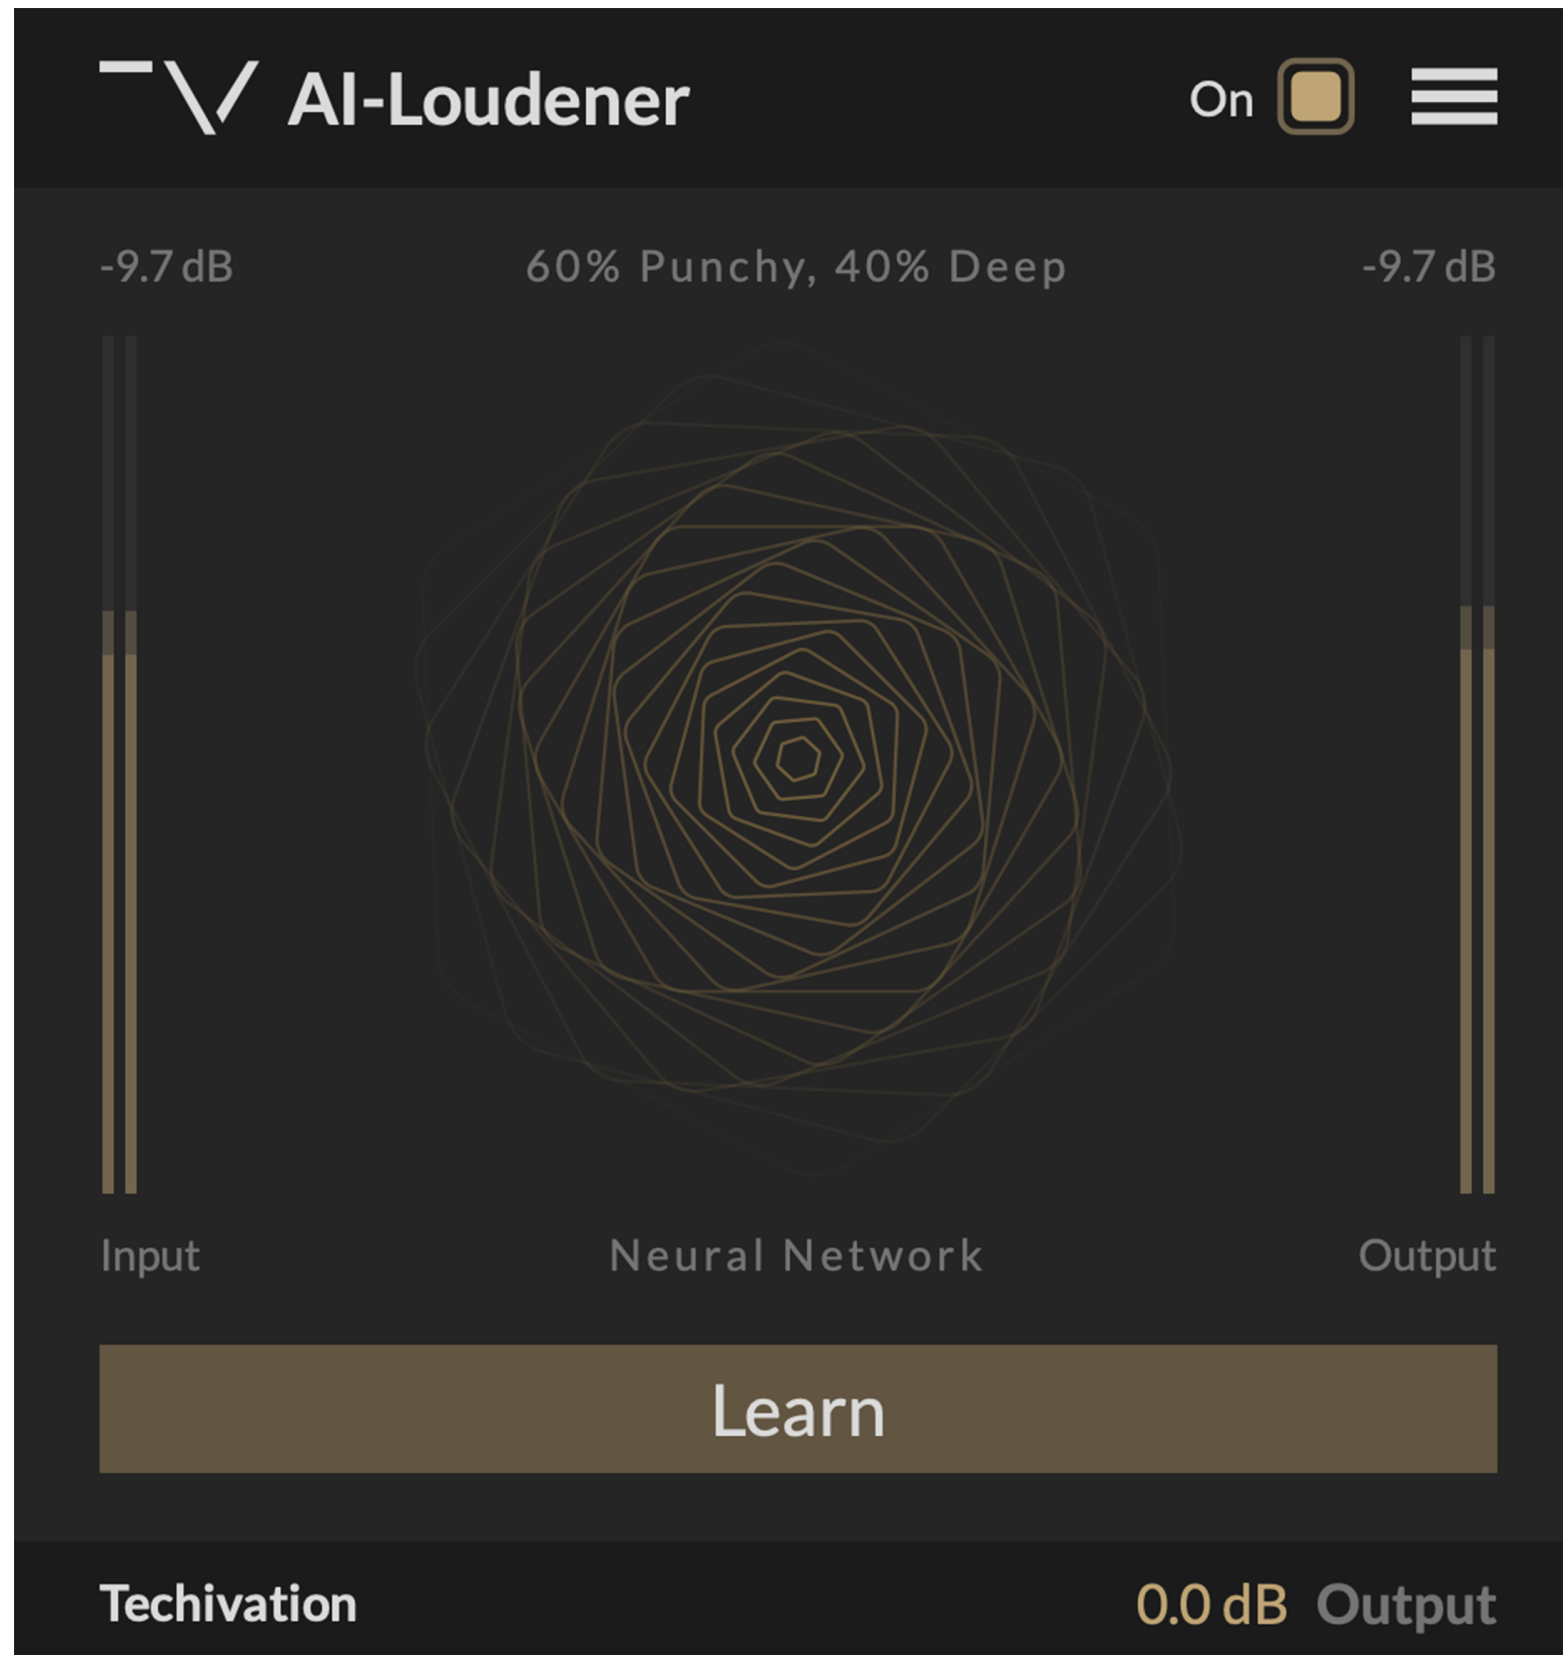 AI-Loudener On
-9.7 dB 60% Punchy, 40% Deep -9.7 dB
Input Neural Network Output
Learn
Techivation 0.0 dB Output